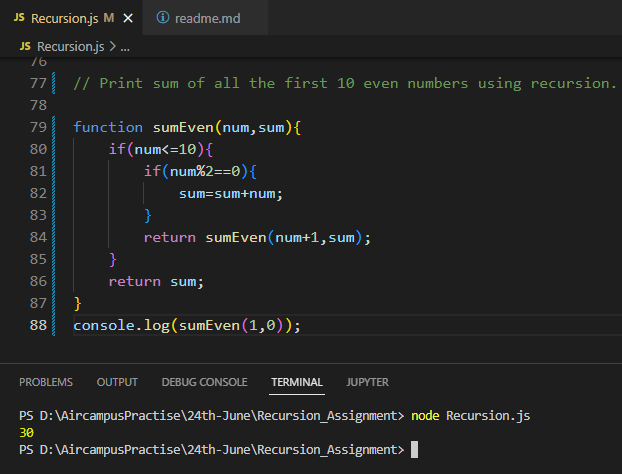 JS Recursion.js M × readme.md
JS Recursion.js > ...
76
77 // Print sum of all the first 10 even numbers using recursion.
78
79 function sumEven(num,sum){
80 if(num<=10){
81 if(num%2==0){
82 sum=sum+num;
83 }
84 return sumEven(num+1,sum);
85 }
86 return sum;
87 }
88 console.log(sumEven(1,0));
PROBLEMS OUTPUT DEBUG CONSOLE TERMINAL JUPYTER
PS D:\AircampusPractise\24th-June\Recursion_Assignment> node Recursion.js
30
PS D:\AircampusPractise\24th-June\Recursion_Assignment>